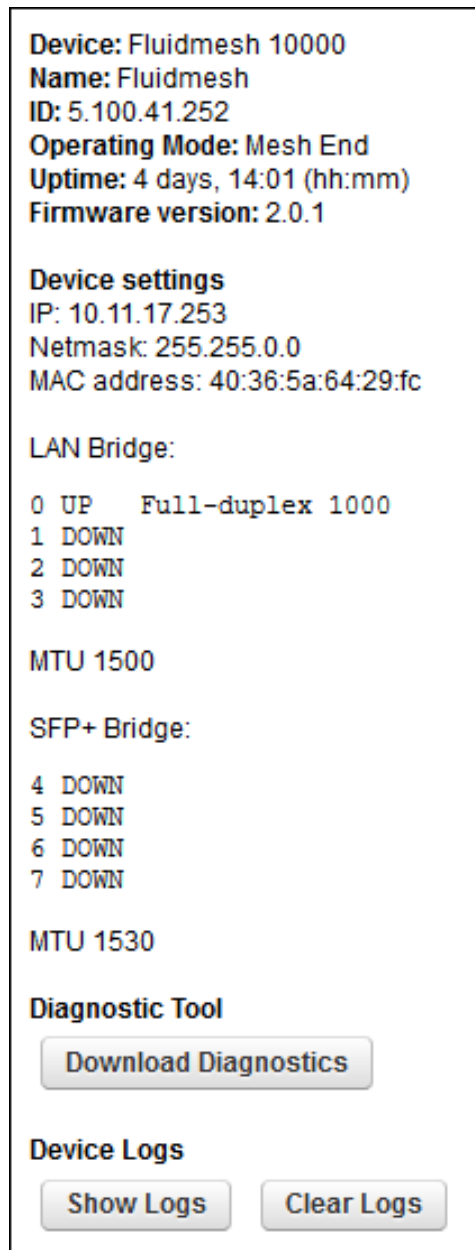 Device: Fluidmesh 10000
Name: Fluidmesh
ID: 5.100.41.252
Operating Mode: Mesh End
Uptime: 4 days, 14:01 (hh:mm)
Firmware version: 2.0.1
Device settings
IP: 10.11.17.253
Netmask: 255.255.0.0
MAC address: 40:36:5a:64:29:fc
LAN Bridge:
0 UP   Full-duplex 1000
1 DOWN
2 DOWN
3 DOWN
MTU 1500
SFP+ Bridge:
4 DOWN
5 DOWN
6 DOWN
7 DOWN
MTU 1530
Diagnostic Tool
Download Diagnostics
Device Logs
Show Logs Clear Logs